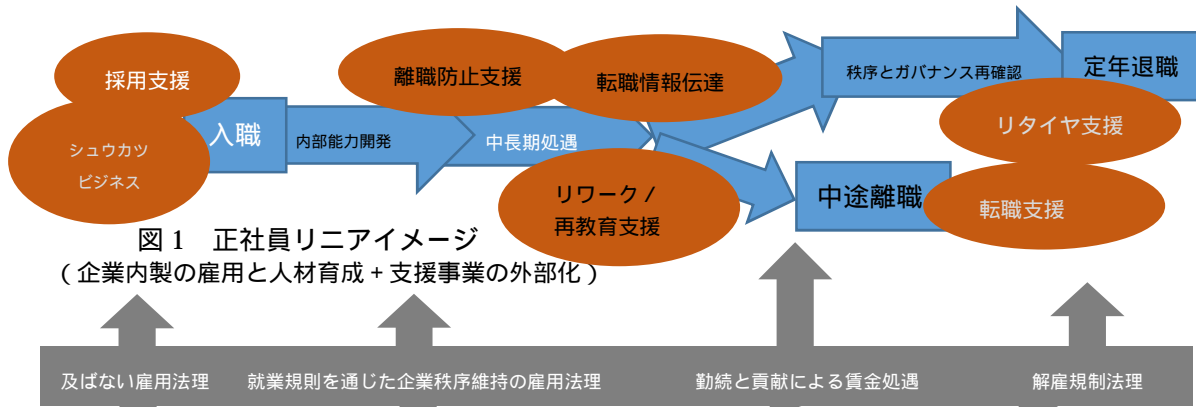 採用支援
シュウカツ
ビジネス
入職
内部能力開発
離職防止支援
中長期処遇
転職情報伝達
リワーク /
再教育支援
秩序とガバナンス再確認
定年退職
リタイヤ支援
中途離職
転職支援
図 1　正社員リニアイメージ
( 企業内製の雇用と人材育成 + 支援事業の外部化 )
及ばない雇用法理
就業規則を通じた企業秩序維持の雇用法理
勤続と貢献による賃金処遇
解雇規制法理